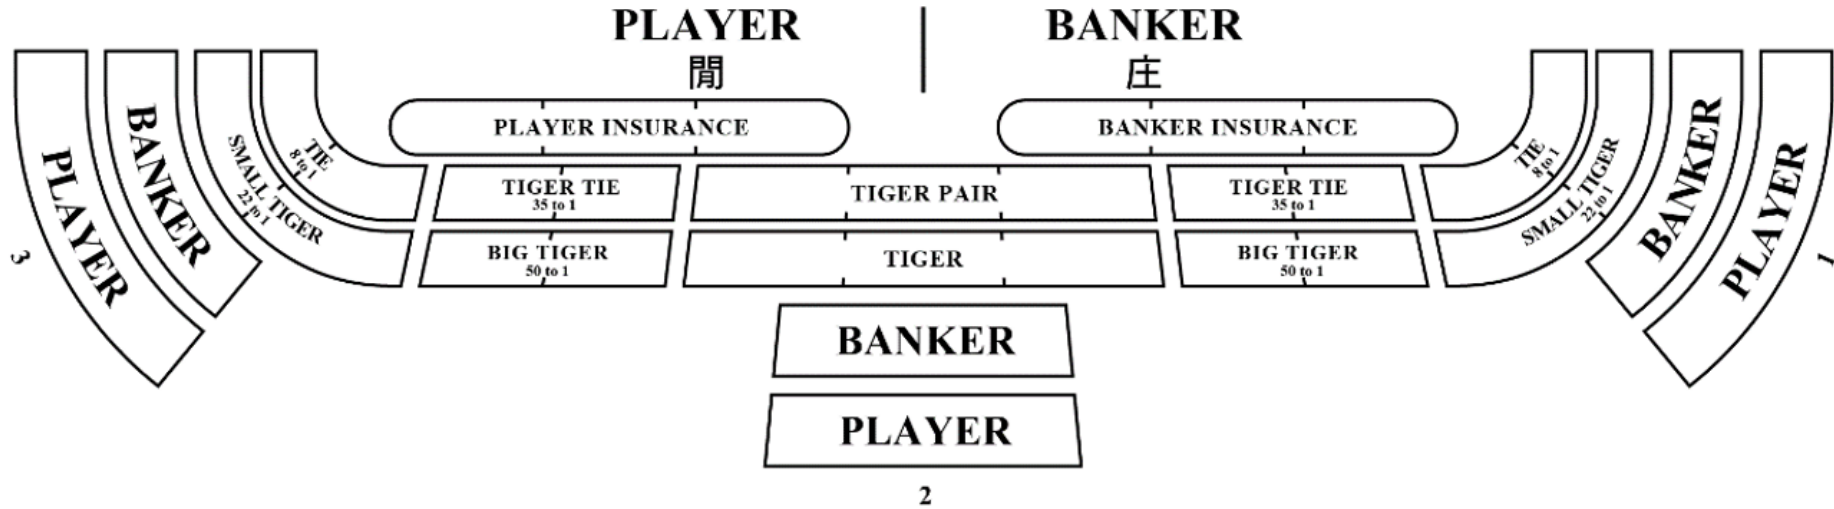 PLAYER
BANKER
閒
庄
PLAYER INSURANCE
BANKER INSURANCE
PLAYER
BANKER
SMALL TIGER
22 to 1
TIE
8 to 1
TIGER TIE
35 to 1
TIGER PAIR
TIGER TIE
35 to 1
TIE
8 to 1
SMALL TIGER
22 to 1
BANKER
PLAYER
BIG TIGER
50 to 1
TIGER
BIG TIGER
50 to 1
3
1
BANKER
PLAYER
2